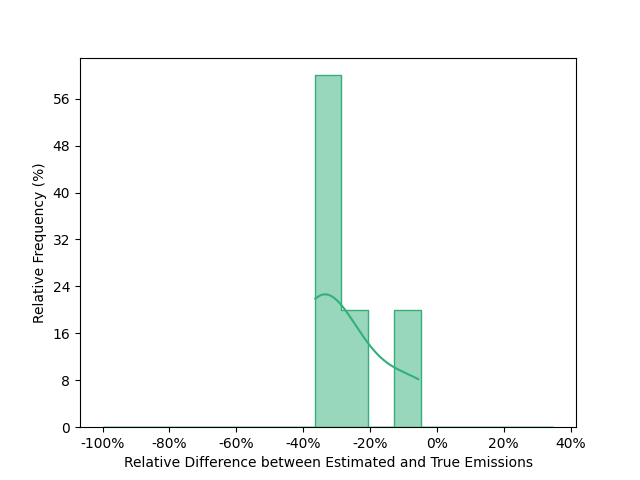 56
48
40
32
24
16
8
0
Relative Frequency (%)
-100% -80% -60% -40% -20% 0% 20% 40%
Relative Difference between Estimated and True Emissions